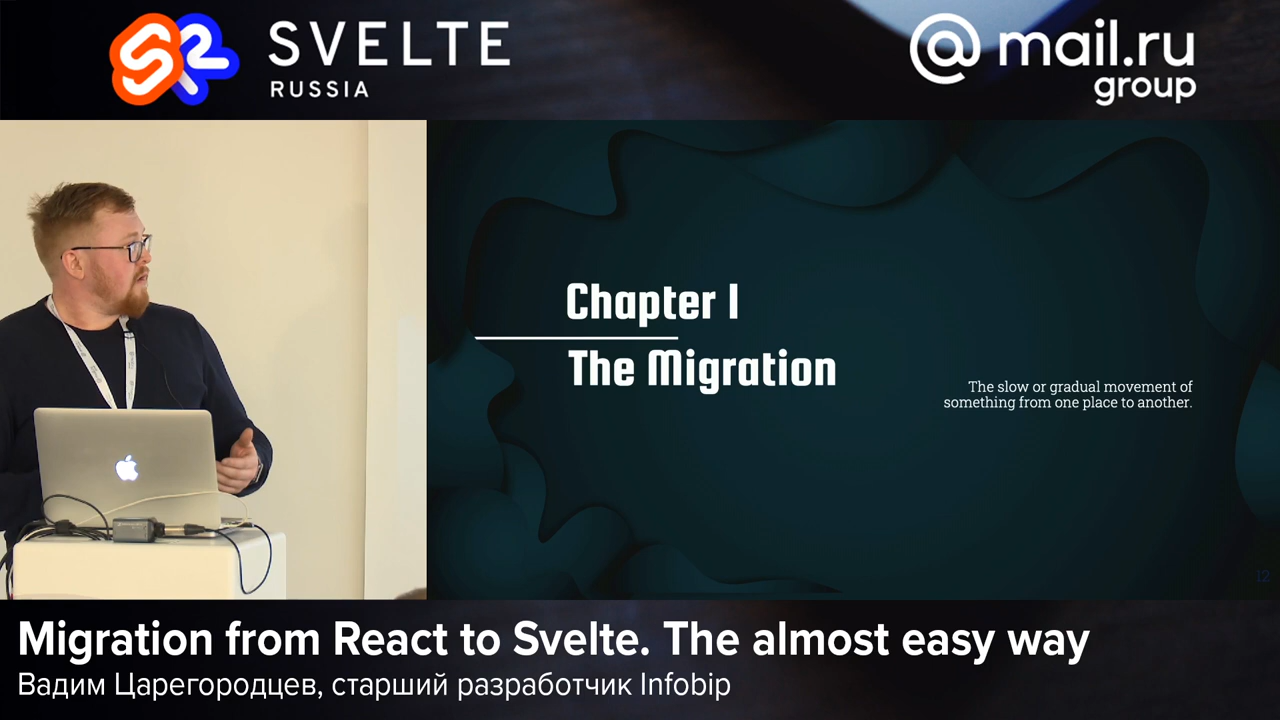 SVELTE
RUSSIA
@mail.ru
group
Chapter I
The Migration
The slow or gradual movement of
something from one place to another.
12
Migration from React to Svelte. The almost easy way
Вадим Царегородцев, старший разработчик Infobip